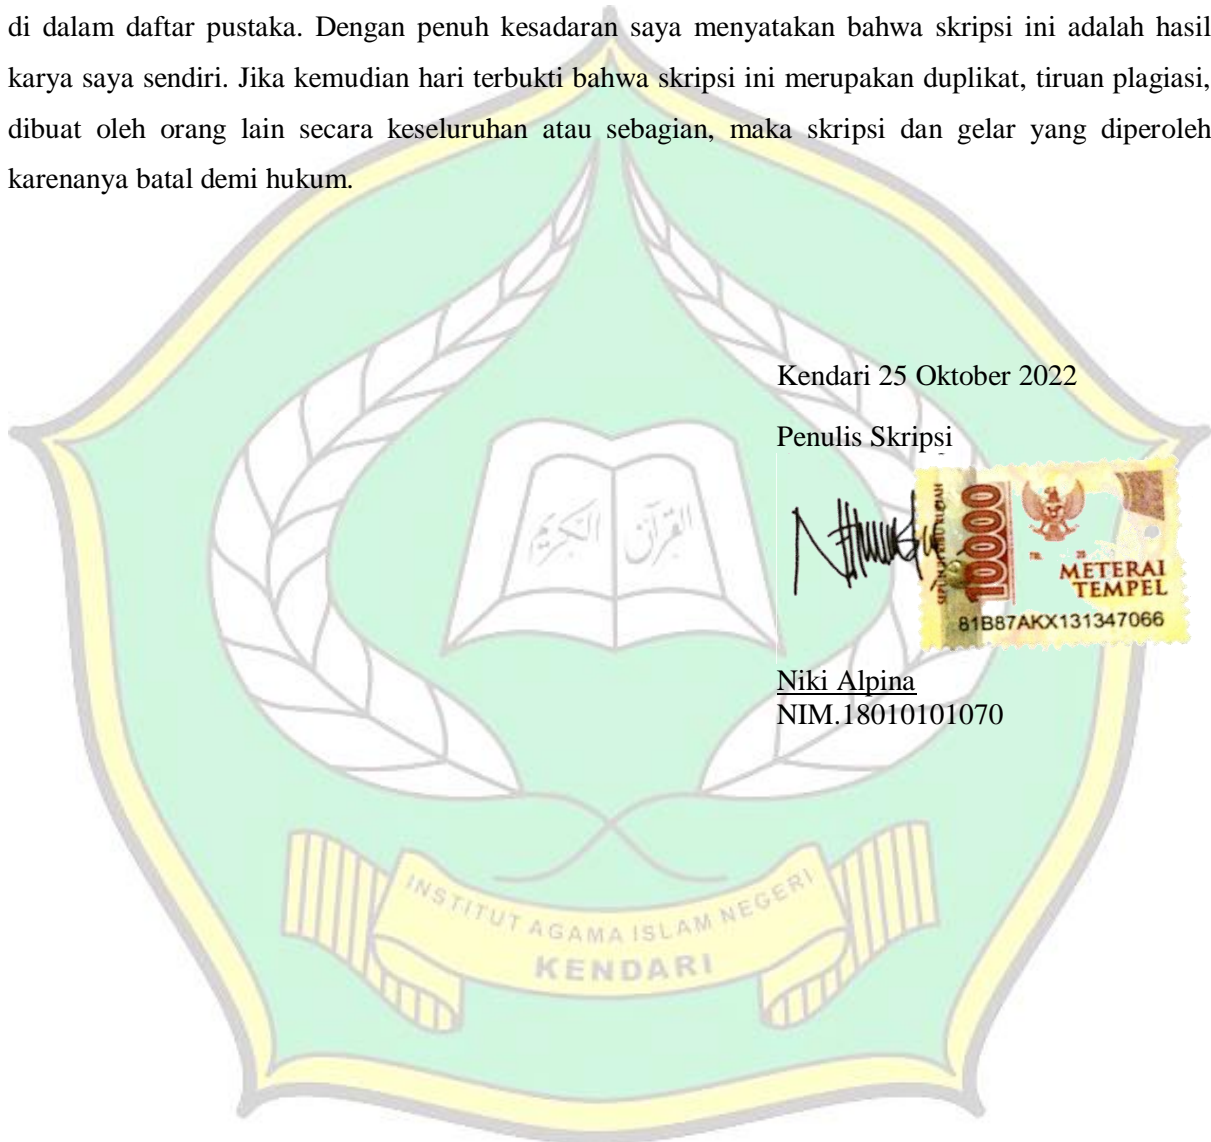 di dalam daftar pustaka. Dengan penuh kesadaran saya menyatakan bahwa skripsi ini adalah hasil
karya saya sendiri. Jika kemudian hari terbukti bahwa skripsi ini merupakan duplikat, tiruan plagiasi,
dibuat oleh orang lain secara keseluruhan atau sebagian, maka skripsi dan gelar yang diperoleh
karenanya batal demi hukum.
Kendari 25 Oktober 2022
Penulis Skripsi
القرآن الكريم
10000
METERAI
TEMPEL
81B87AKX131347066
Niki Alpina
NIM.18010101070
INSTITUT AGAMA ISLAM NEGERI
KENDARI